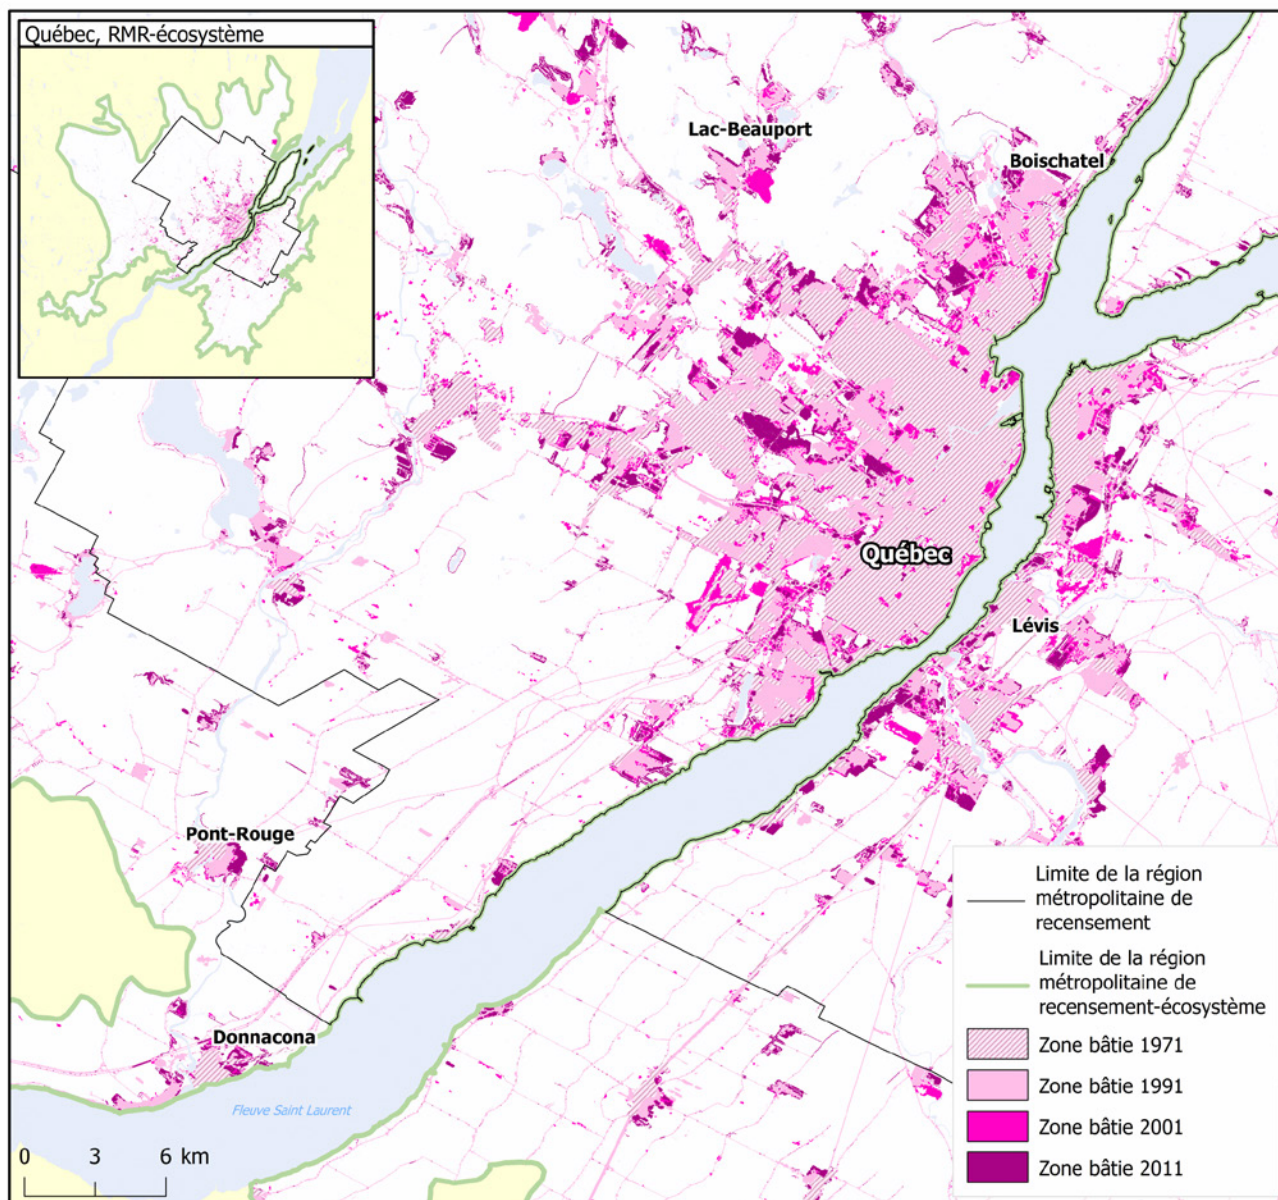 Québec, RMR-écosystème
Lac-Beauport
Boischatel
Québec
Lévis
Pont-Rouge
Donnacona
Fleuve Saint Laurent
0 3 6 km
Limite de la région
métropolitaine de
recensement
Limite de la région
métropolitaine de
recensement-écosystème
Zone bâtie 1971
Zone bâtie 1991
Zone bâtie 2001
Zone bâtie 2011